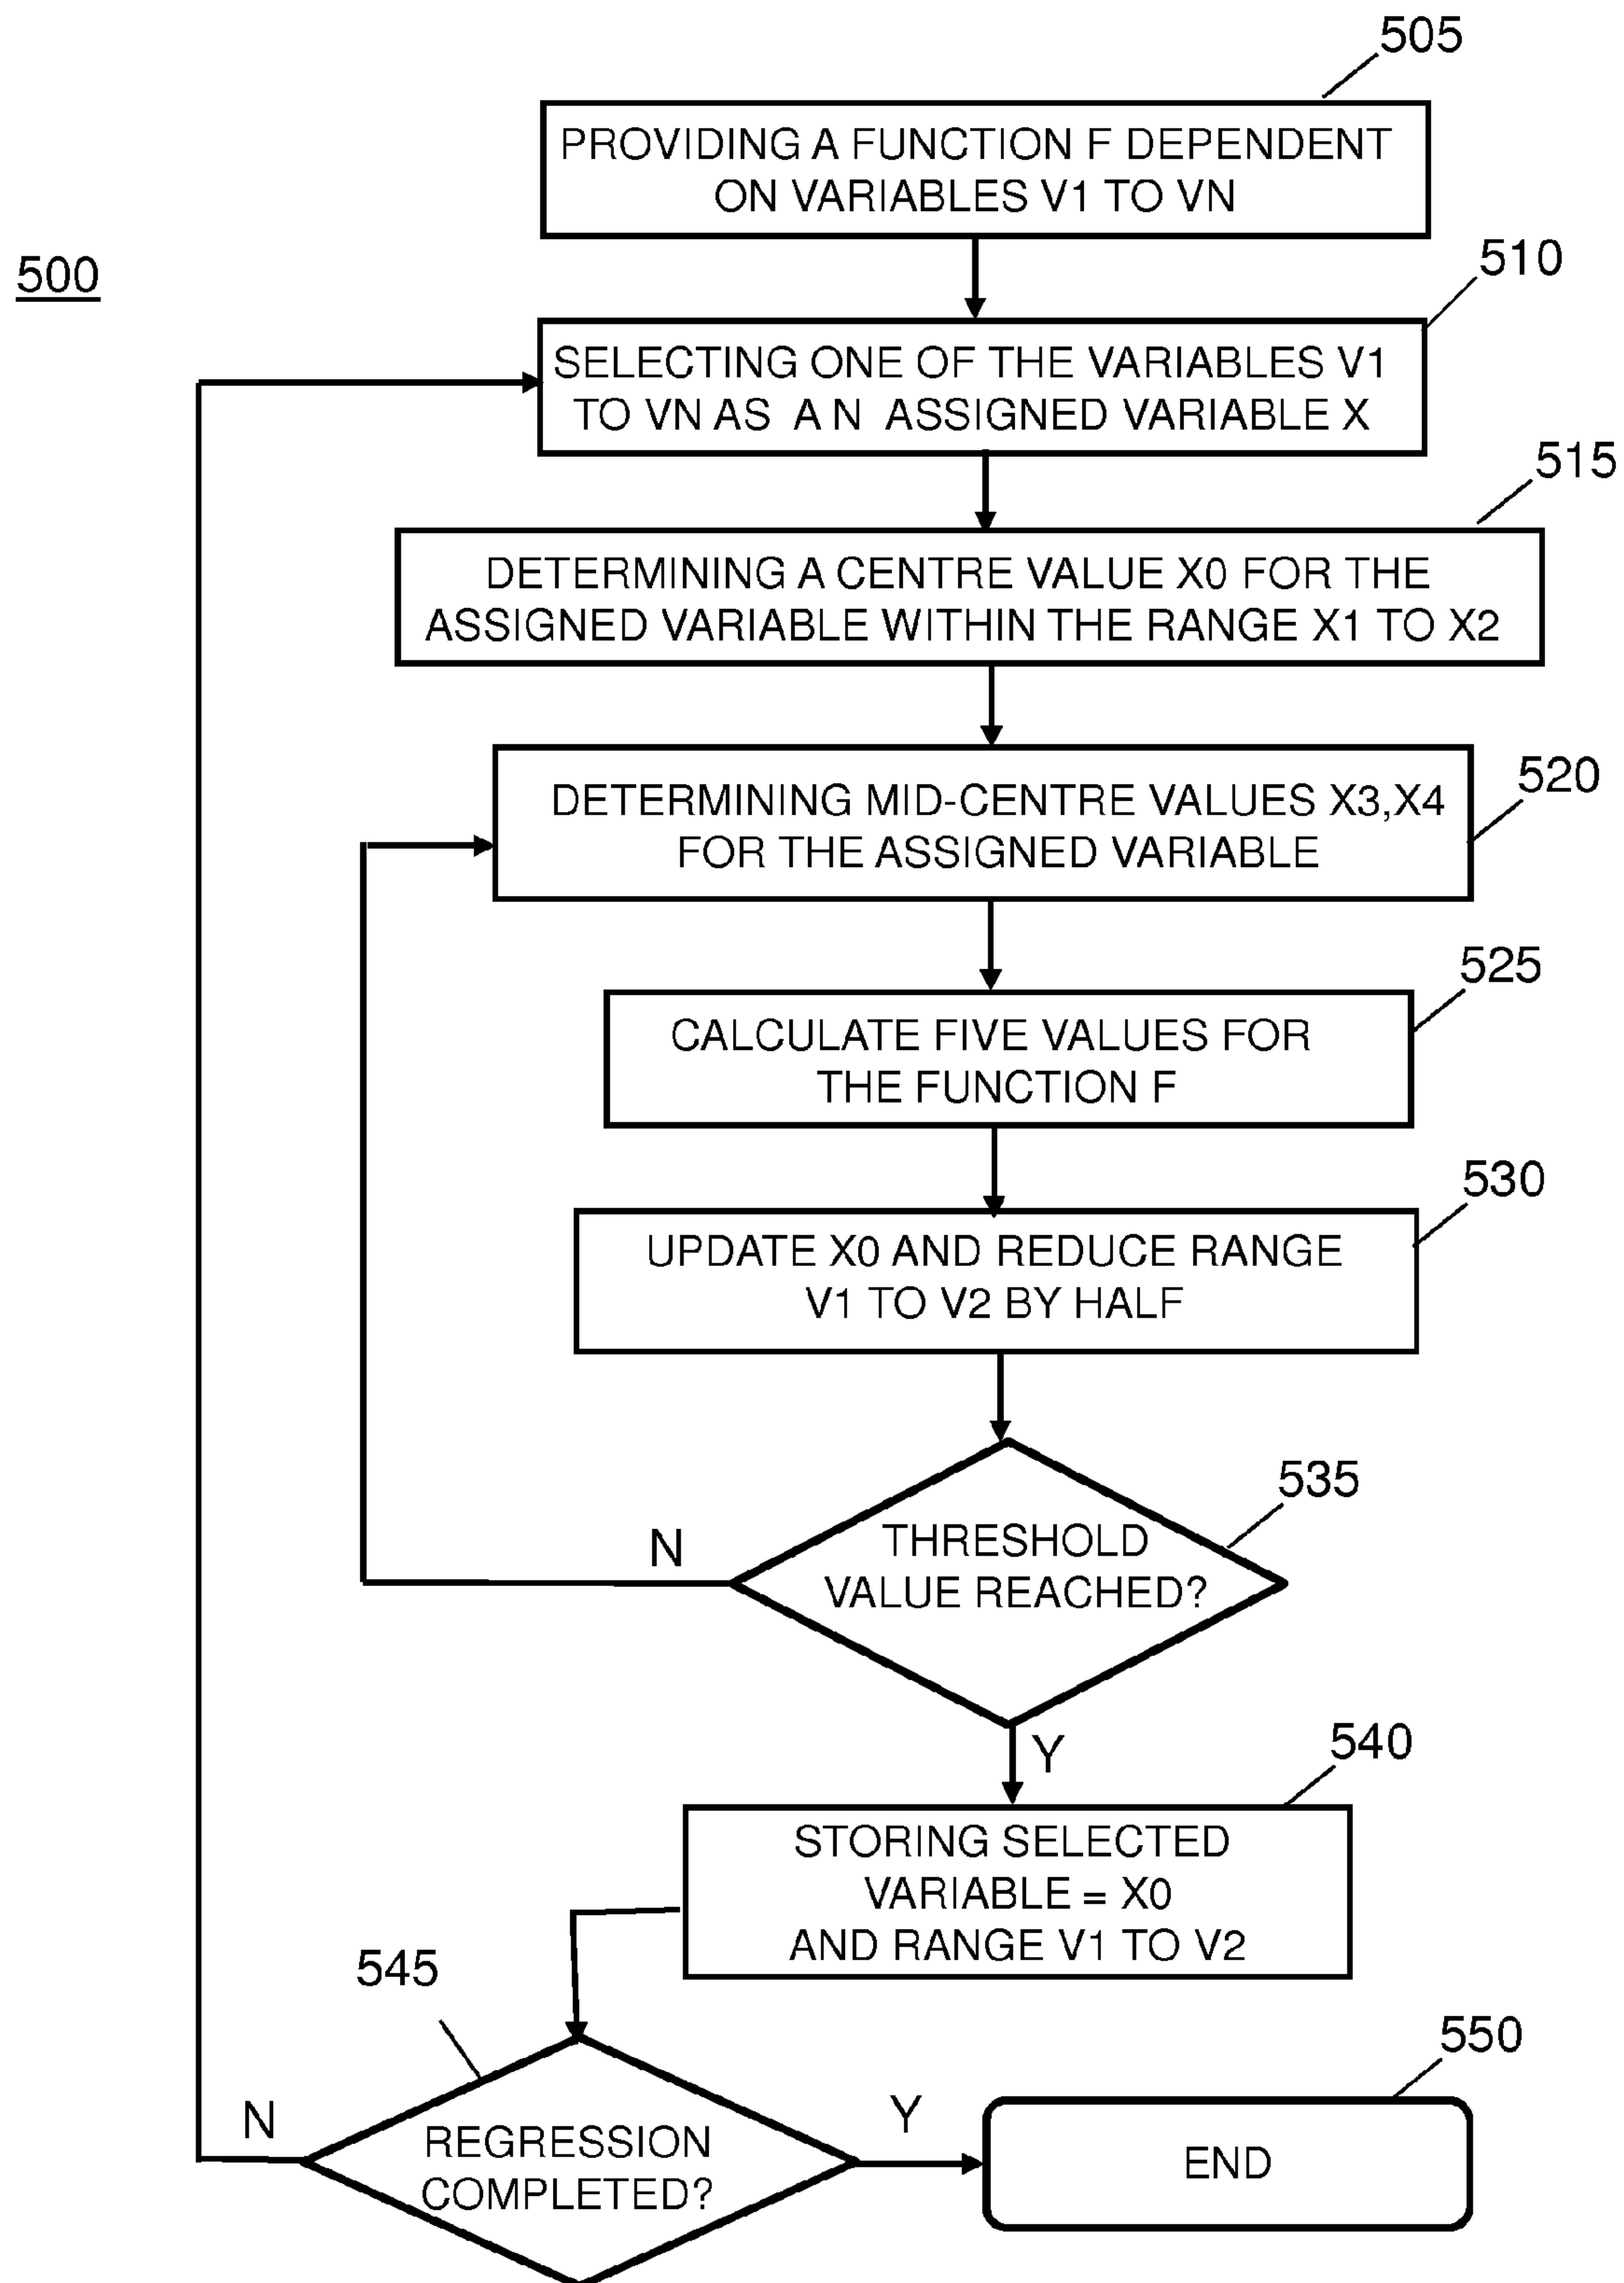 505
PROVIDING A FUNCTION F DEPENDENT
ON VARIABLES V1 TO VN
500
510
SELECTING ONE OF THE VARIABLES V1
TO VN AS A N ASSIGNED VARIABLE X
515
DETERMINING A CENTRE VALUE X0 FOR THE
ASSIGNED VARIABLE WITHIN THE RANGE X1 TO X2
520
DETERMINING MID-CENTRE VALUES X3,X4
FOR THE ASSIGNED VARIABLE
525
CALCULATE FIVE VALUES FOR
THE FUNCTION F
530
UPDATE X0 AND REDUCE RANGE
V1 TO V2 BY HALF
535
N
THRESHOLD
VALUE REACHED?
Y
540
STORING SELECTED
VARIABLE = X0
AND RANGE V1 TO V2
545
550
N
Y
REGRESSION
COMPLETED?
END